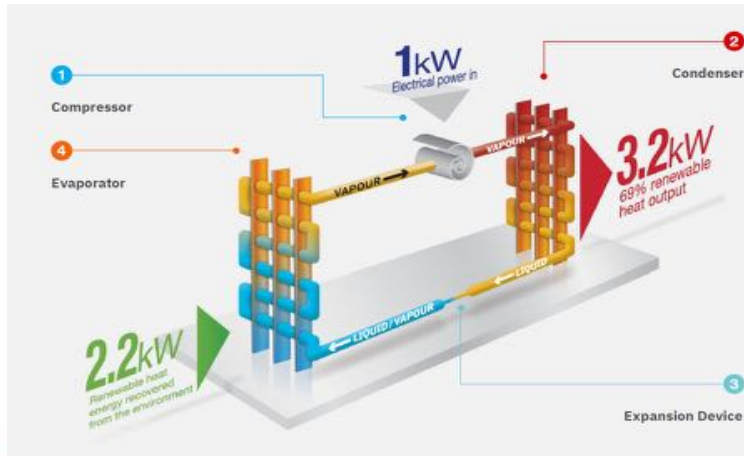 1
Compressor
1kW
Electrical power in
2
Condenser
4
Evaporator
VAPOUR
VAPOUR
3.2kW
69% renewable
heat output
LIQUID
LIQUID / VAPOUR
2.2kW
Renewable heat
energy recovered
from the environment
3
Expansion Device